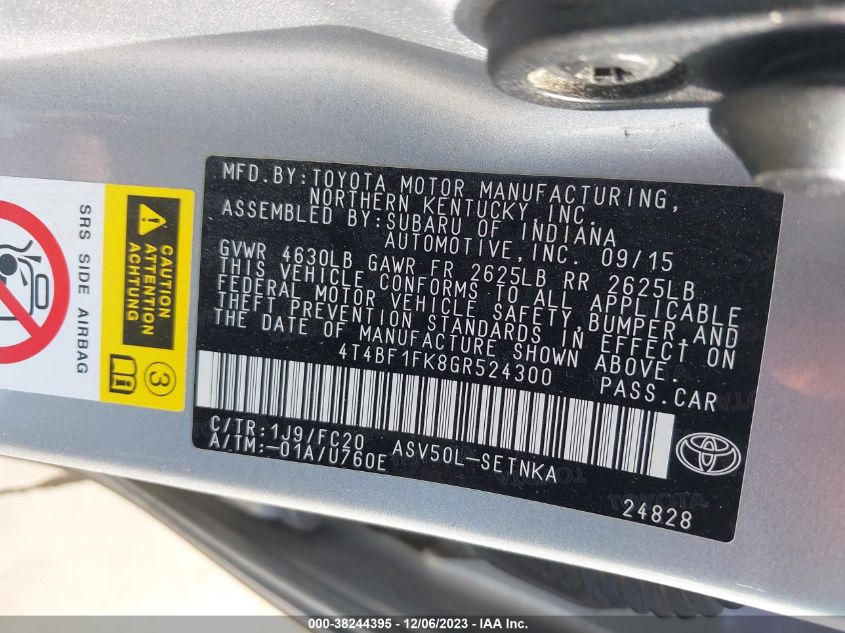 MFD.BY:TOYOTA MOTOR MANUFACTURING,
NORTHERN KENTUCKY,INC.
ASSEMBLED BY:SUBARU OF INDIANA
AUTOMOTIVE,INC. 09/15
GVWR 4630LB GAWR FR 2625LB RR 2625LB
THIS VEHICLE CONFORMS TO ALL APPLICABLE
FEDERAL MOTOR VEHICLE SAFETY,BUMPER,AND
THEFT PREVENTION STANDARDS IN EFFECT ON
THE DATE OF MANUFACTURE SHOWN ABOVE.
4T4BF1FK8GR524300 PASS.CAR
C/TR:1J9/FC20 ASV50L-SETNKA
A/TM:-01A/U760E
24828
SRS SIDE AIRBAG
CAUTION
ATTENTION
3
000-38244395 - 12/06/2023 - COPYRIGHT IAA, LLC.